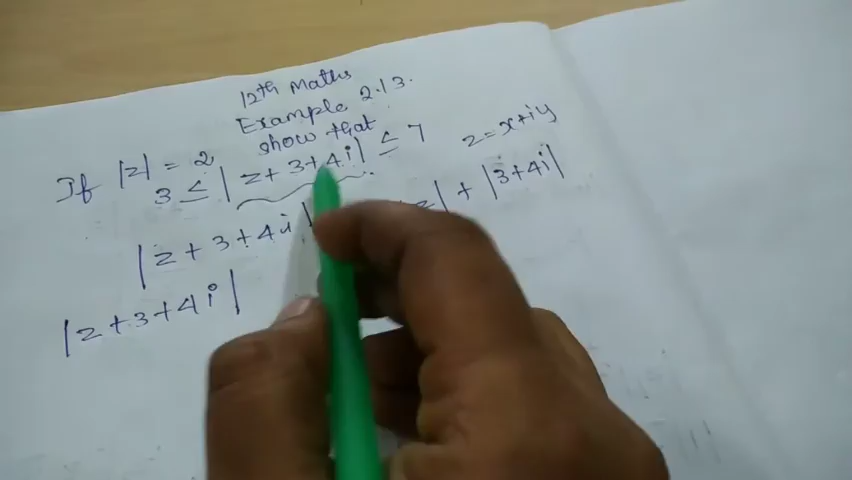 12th Maths
Example 2.13.
show that
If |z| = 2
3 ≤ |z + 3+4i| ≤ 7
z = x+iy
|z + 3+4i| z| + |3+4i|
|z+3+4i|